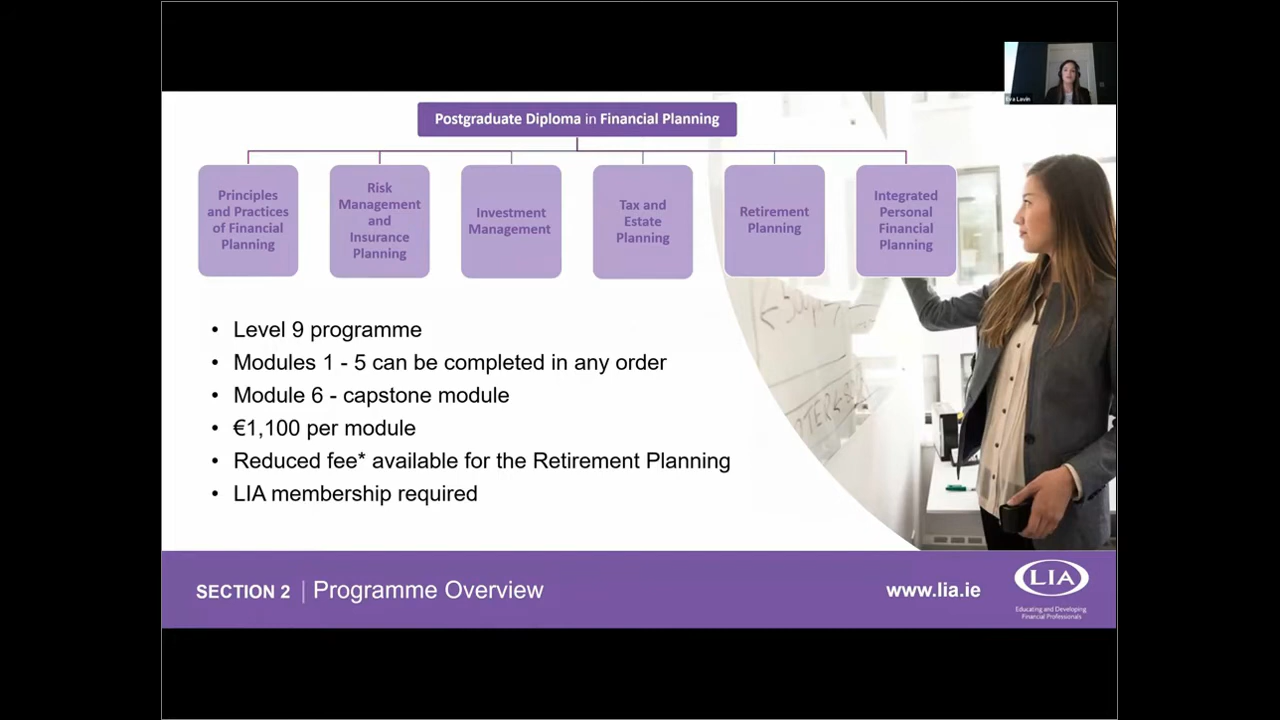 Eva Lavin
Postgraduate Diploma in Financial Planning
Principles
and Practices
of Financial
Planning
Risk
Management
and
Insurance
Planning
Investment
Management
Tax and
Estate
Planning
Retirement
Planning
Integrated
Personal
Financial
Planning
• Level 9 programme
• Modules 1 - 5 can be completed in any order
• Module 6 - capstone module
• €1,100 per module
• Reduced fee* available for the Retirement Planning
• LIA membership required
SECTION 2 | Programme Overview
www.lia.ie
LIA
Educating and Developing
Financial Professionals